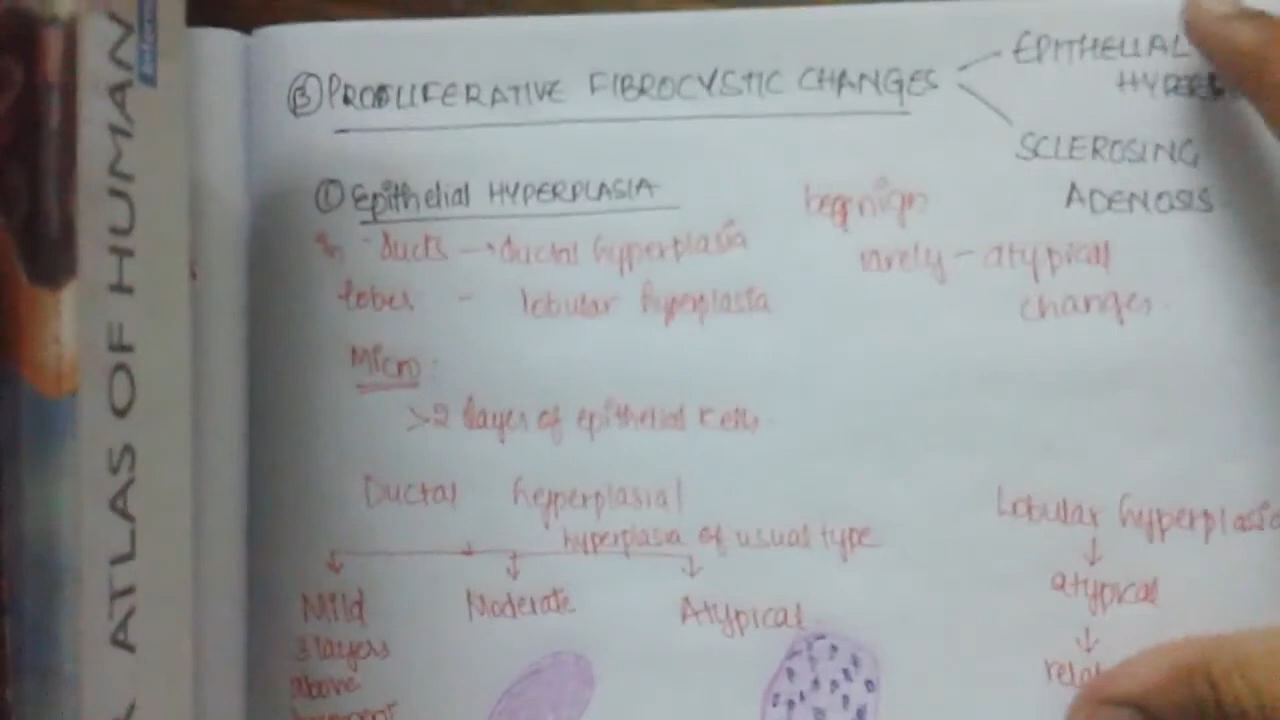 ATLAS OF HUMAN
Ⓑ PROLIFERATIVE FIBROCYSTIC CHANGES
EPITHELIAL
SCLEROSING
ADENOSIS
① Epithelial HYPERPLASIA
begnign
ducts → ductal hyperplasia
rarely - atypical
changes.
lobes - lobular hyperplasia
Micro:
>2 layers of epithelial cells.
Ductal hyperplasia
hyperplasia of usual type
Lobular hyperplasia
Mild
Moderate
Atypical
atypical
3 layers
above